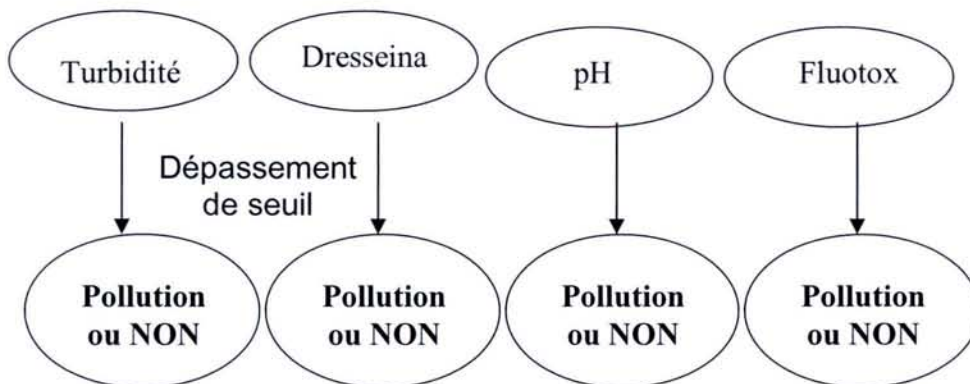 Turbidité
Dresseina
pH
Fluotox
Dépassement
de seuil
Pollution
ou NON
Pollution
ou NON
Pollution
ou NON
Pollution
ou NON